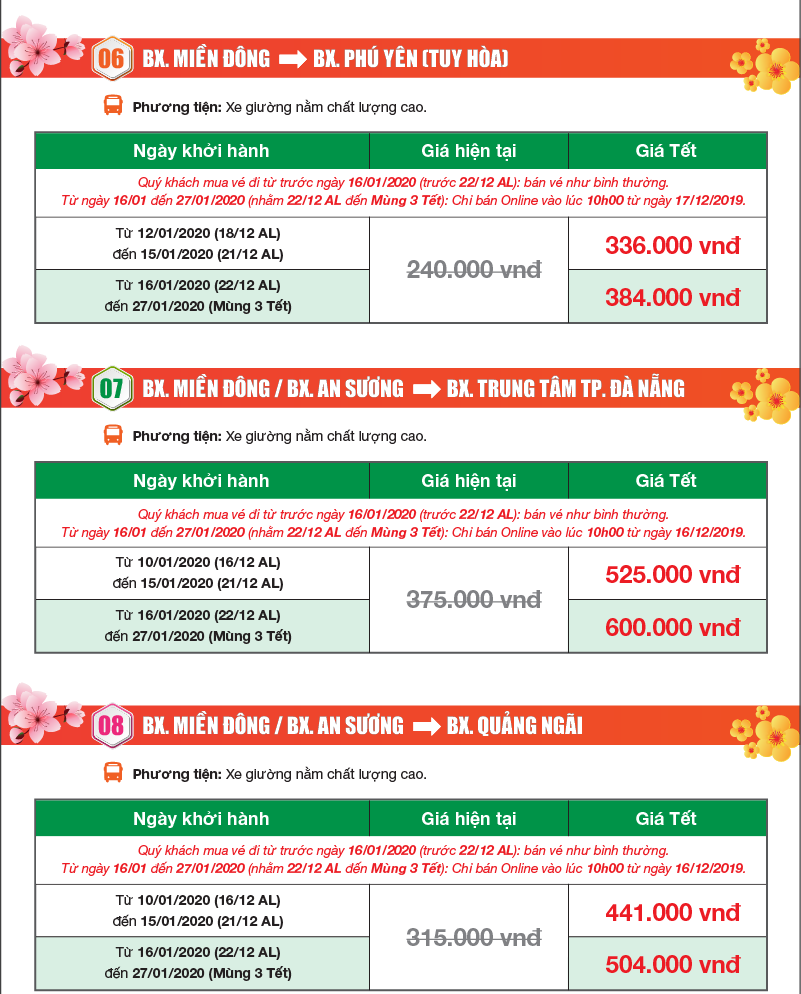 06 BX. MIỀN ĐÔNG ➡ BX. PHÚ YÊN (TUY HÒA)
Phương tiện: Xe giường nằm chất lượng cao.
Ngày khởi hành Giá hiện tại Giá Tết
Quý khách mua vé đi từ trước ngày 16/01/2020 (trước 22/12 AL): bán vé như bình thường.
Từ ngày 16/01 đến 27/01/2020 (nhằm 22/12 AL đến Mùng 3 Tết): Chỉ bán Online vào lúc 10h00 từ ngày 17/12/2019.
Từ 12/01/2020 (18/12 AL)
đến 15/01/2020 (21/12 AL)
240.000 vnđ
336.000 vnđ
Từ 16/01/2020 (22/12 AL)
đến 27/01/2020 (Mùng 3 Tết)
384.000 vnđ
07 BX. MIỀN ĐÔNG / BX. AN SƯƠNG ➡ BX. TRUNG TÂM TP. ĐÀ NẴNG
Phương tiện: Xe giường nằm chất lượng cao.
Ngày khởi hành Giá hiện tại Giá Tết
Quý khách mua vé đi từ trước ngày 16/01/2020 (trước 22/12 AL): bán vé như bình thường.
Từ ngày 16/01 đến 27/01/2020 (nhằm 22/12 AL đến Mùng 3 Tết): Chỉ bán Online vào lúc 10h00 từ ngày 16/12/2019.
Từ 10/01/2020 (16/12 AL)
đến 15/01/2020 (21/12 AL)
375.000 vnđ
525.000 vnđ
Từ 16/01/2020 (22/12 AL)
đến 27/01/2020 (Mùng 3 Tết)
600.000 vnđ
08 BX. MIỀN ĐÔNG / BX. AN SƯƠNG ➡ BX. QUẢNG NGÃI
Phương tiện: Xe giường nằm chất lượng cao.
Ngày khởi hành Giá hiện tại Giá Tết
Quý khách mua vé đi từ trước ngày 16/01/2020 (trước 22/12 AL): bán vé như bình thường.
Từ ngày 16/01 đến 27/01/2020 (nhằm 22/12 AL đến Mùng 3 Tết): Chỉ bán Online vào lúc 10h00 từ ngày 16/12/2019.
Từ 10/01/2020 (16/12 AL)
đến 15/01/2020 (21/12 AL)
315.000 vnđ
441.000 vnđ
Từ 16/01/2020 (22/12 AL)
đến 27/01/2020 (Mùng 3 Tết)
504.000 vnđ